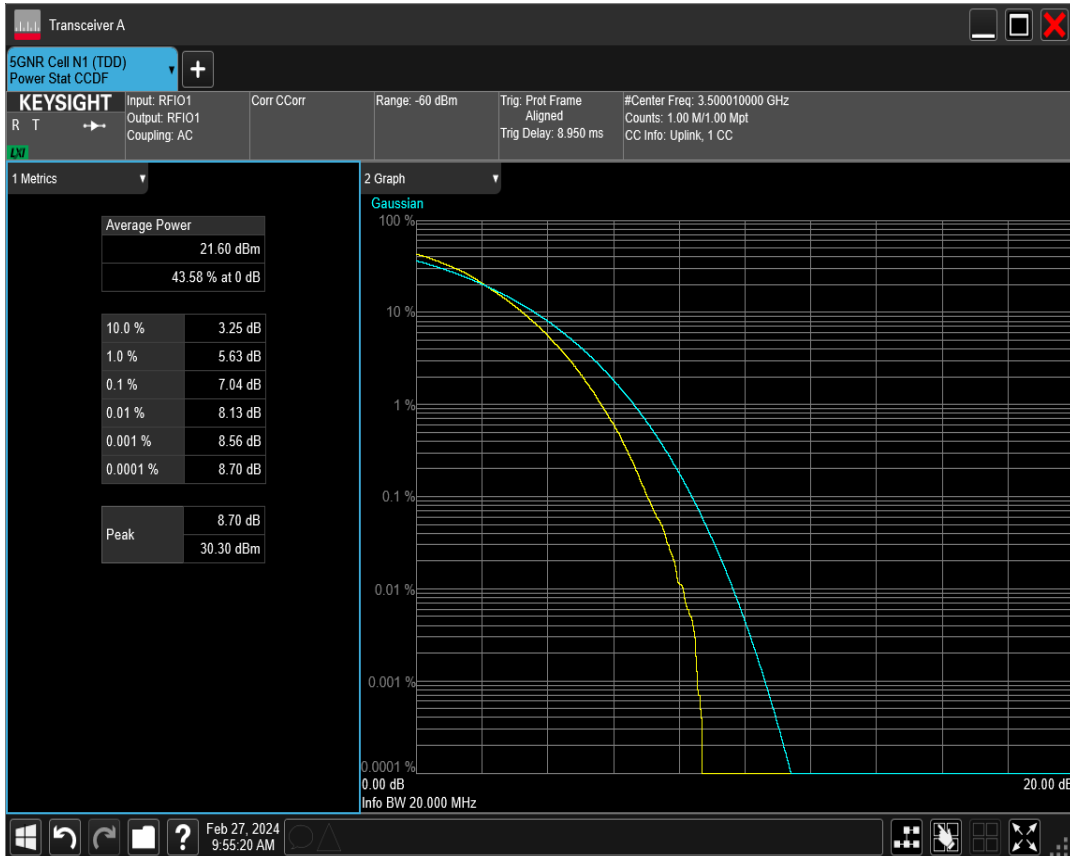 Transceiver A
5GNR Cell N1 (TDD)
Power Stat CCDF
+
KEYSIGHT
R T
LXI
Input: RFIO1
Output: RFIO1
Coupling: AC
Corr CCorr
Range: -60 dBm
Trig: Prot Frame
Aligned
Trig Delay: 8.950 ms
#Center Freq: 3.500010000 GHz
Counts: 1.00 M/1.00 Mpt
CC Info: Uplink, 1 CC
1 Metrics
Average Power
21.60 dBm
43.58 % at 0 dB
10.0 % 3.25 dB
1.0 % 5.63 dB
0.1 % 7.04 dB
0.01 % 8.13 dB
0.001 % 8.56 dB
0.0001 % 8.70 dB
Peak
8.70 dB
30.30 dBm
2 Graph
Gaussian
100 %
10 %
1 %
0.1 %
0.01 %
0.001 %
0.0001 %
0.00 dB 20.00 dB
Info BW 20.000 MHz
?
Feb 27, 2024
9:55:20 AM